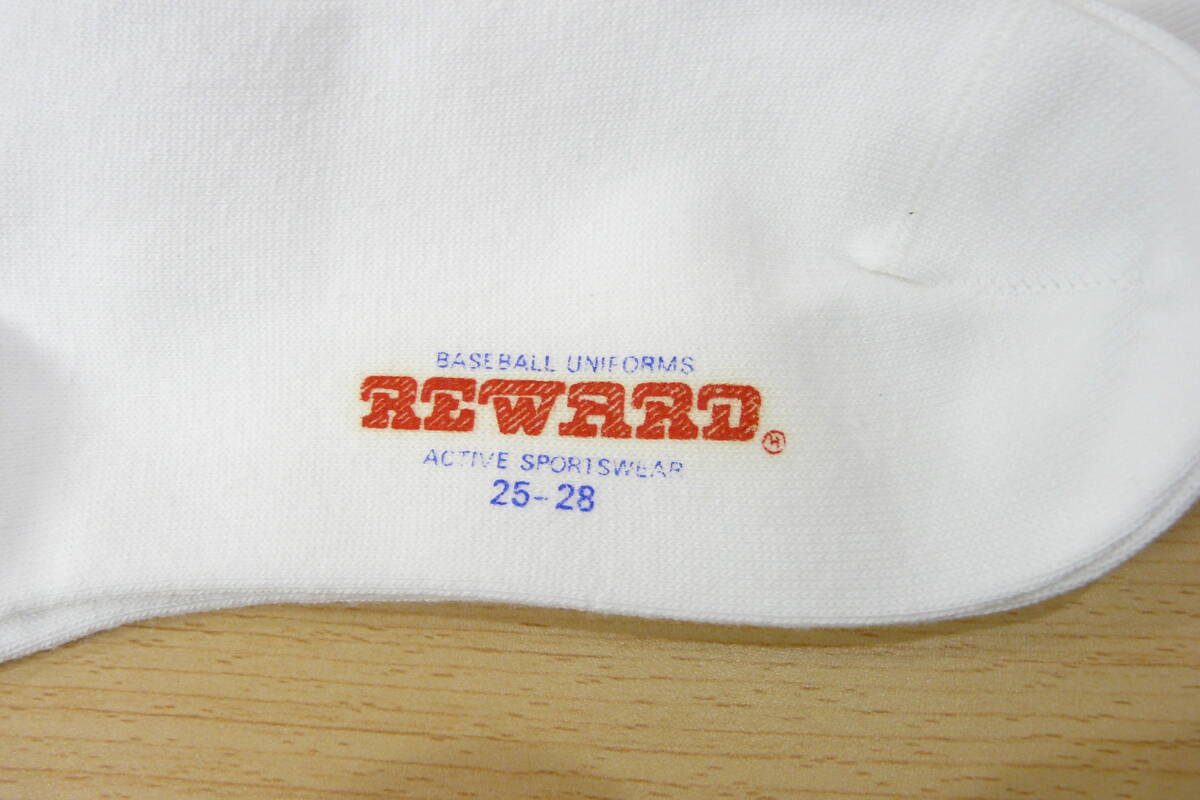 BASEBALL UNIFORMS
REWARD
ACTIVE SPORTSWEAR
25-28